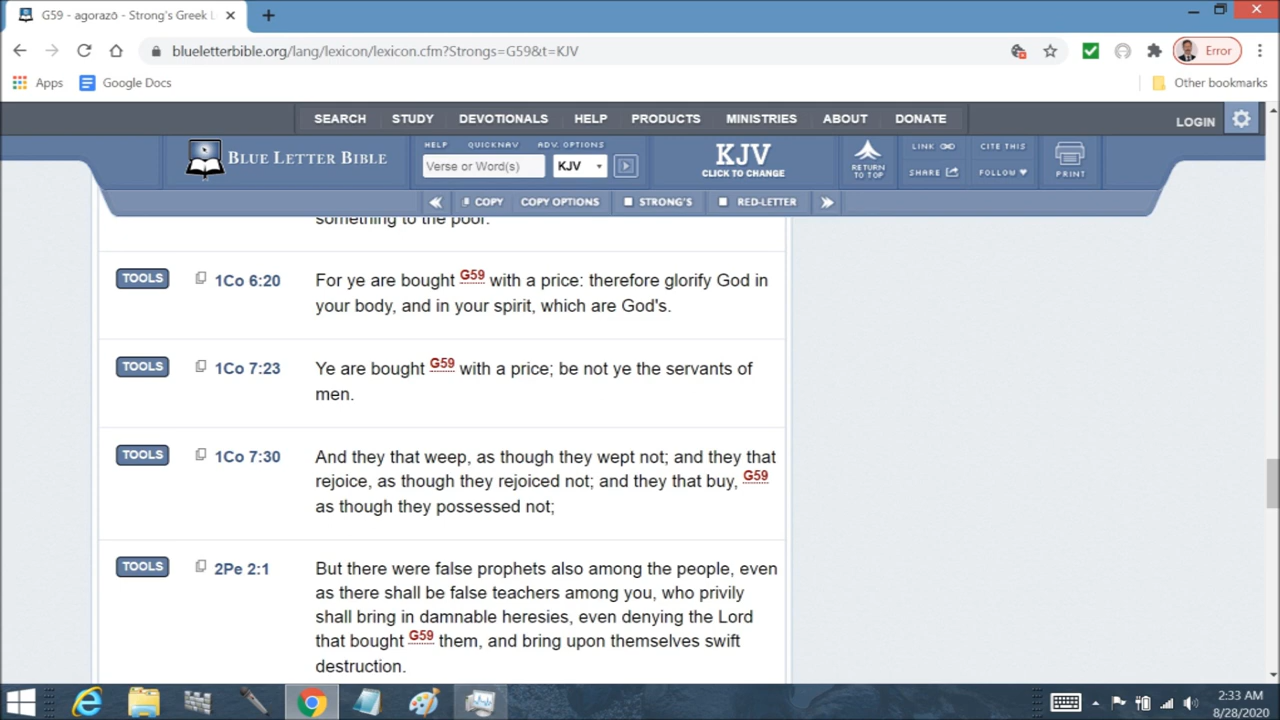 G59 - agorazō - Strong's Greek L
blueletterbible.org/lang/lexicon/lexicon.cfm?Strongs=G59&t=KJV
Error
Apps
Google Docs
Other bookmarks
SEARCH STUDY DEVOTIONALS HELP PRODUCTS MINISTRIES ABOUT DONATE
LOGIN
BLUE LETTER BIBLE
HELP QUICKNAV ADV. OPTIONS
Verse or Word(s)
KJV
KJV
CLICK TO CHANGE
RETURN
TO TOP
LINK
CITE THIS
SHARE
FOLLOW
PRINT
COPY COPY OPTIONS STRONG'S RED-LETTER
something to the poor.
TOOLS 1Co 6:20 For ye are bought G59 with a price: therefore glorify God in
your body, and in your spirit, which are God's.
TOOLS 1Co 7:23 Ye are bought G59 with a price; be not ye the servants of
men.
TOOLS 1Co 7:30 And they that weep, as though they wept not; and they that
rejoice, as though they rejoiced not; and they that buy, G59
as though they possessed not;
TOOLS 2Pe 2:1 But there were false prophets also among the people, even
as there shall be false teachers among you, who privily
shall bring in damnable heresies, even denying the Lord
that bought G59 them, and bring upon themselves swift
destruction.
2:33 AM
8/28/2020